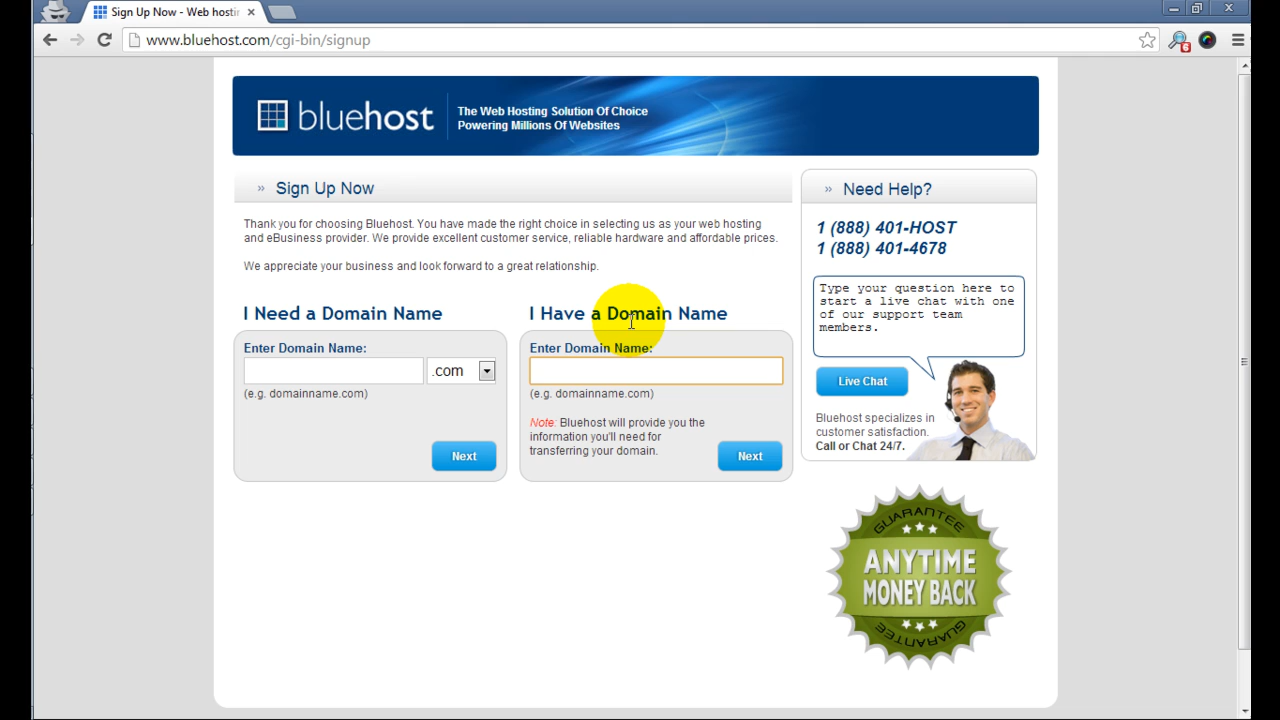 Sign Up Now - Web hostin
www.bluehost.com/cgi-bin/signup
6
bluehost
The Web Hosting Solution Of Choice
Powering Millions Of Websites
» Sign Up Now
Thank you for choosing Bluehost. You have made the right choice in selecting us as your web hosting
and eBusiness provider. We provide excellent customer service, reliable hardware and affordable prices.
We appreciate your business and look forward to a great relationship.
I Need a Domain Name
Enter Domain Name:
.com
(e.g. domainname.com)
Next
I Have a Domain Name
Enter Domain Name:
(e.g. domainname.com)
Note: Bluehost will provide you the
information you'll need for
transferring your domain.
Next
» Need Help?
1 (888) 401-HOST
1 (888) 401-4678
Type your question here to
start a live chat with one
of our support team
members.
Live Chat
Bluehost specializes in
customer satisfaction.
Call or Chat 24/7.
GUARANTEE
ANYTIME
MONEY BACK
GUARANTEE